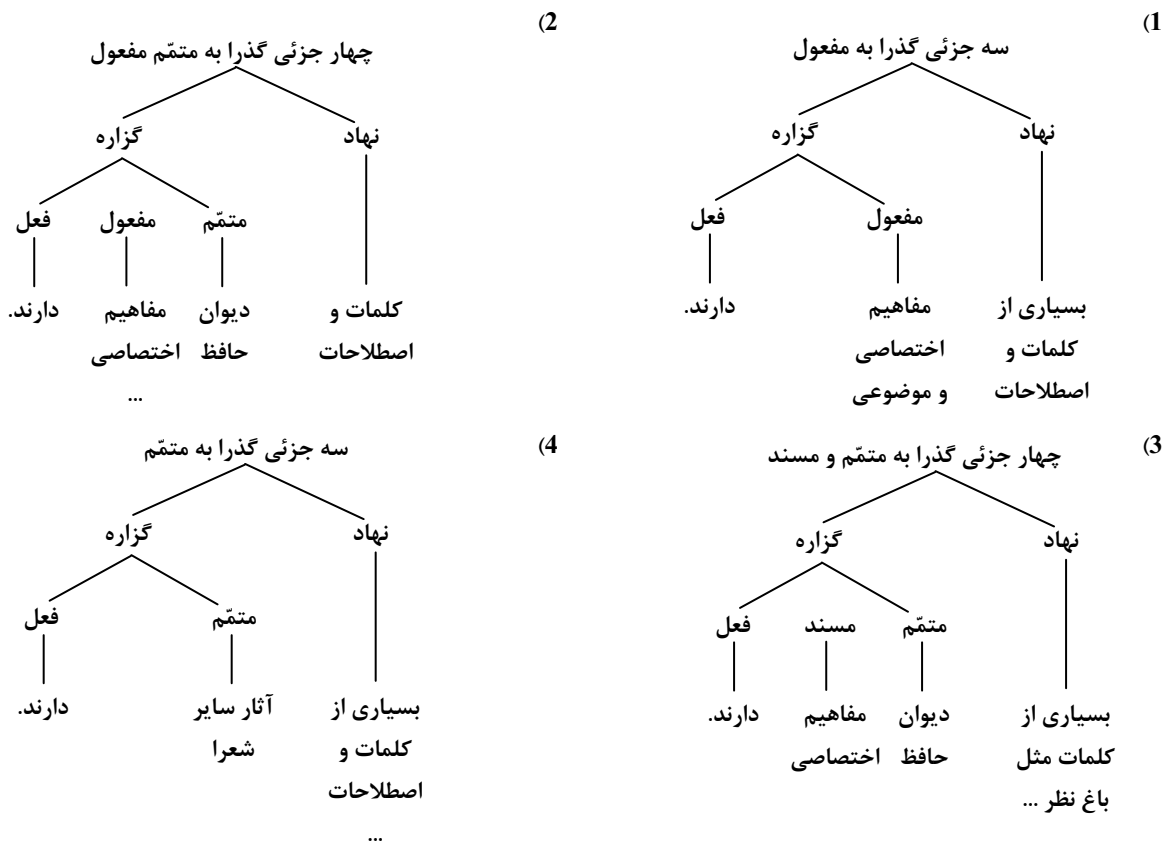 1)
سه جزئی گذرا به مفعول
نهاد
گزاره
مفعول
فعل
بسیاری از
کلمات و
اصطلاحات
مفاهیم
اختصاصی
و موضوعی
دارند.
2)
چهار جزئی گذرا به متمّم مفعول
نهاد
گزاره
متمّم
مفعول
فعل
کلمات و
اصطلاحات
دیوان
حافظ
مفاهیم
اختصاصی
...
دارند.
3)
چهار جزئی گذرا به متمّم و مسند
نهاد
گزاره
متمّم
مسند
فعل
بسیاری از
کلمات مثل
باغ نظر ...
دیوان
حافظ
مفاهیم
اختصاصی
دارند.
4)
سه جزئی گذرا به متمّم
نهاد
گزاره
متمّم
فعل
بسیاری از
کلمات و
اصطلاحات
...
آثار سایر
شعرا
دارند.